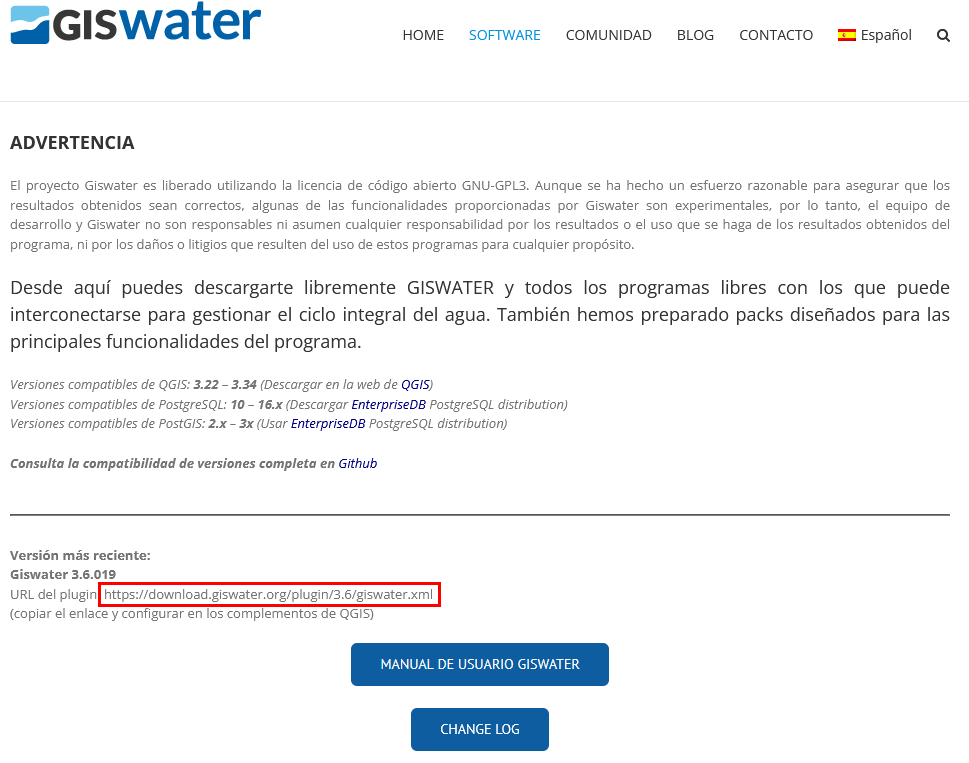 GISwater
HOME SOFTWARE COMUNIDAD BLOG CONTACTO Español
ADVERTENCIA
El proyecto Giswater es liberado utilizando la licencia de código abierto GNU-GPL3. Aunque se ha hecho un esfuerzo razonable para asegurar que los
resultados obtenidos sean correctos, algunas de las funcionalidades proporcionadas por Giswater son experimentales, por lo tanto, el equipo de
desarrollo y Giswater no son responsables ni asumen cualquier responsabilidad por los resultados o el uso que se haga de los resultados obtenidos del
programa, ni por los daños o litigios que resulten del uso de estos programas para cualquier propósito.
Desde aquí puedes descargarte libremente GISWATER y todos los programas libres con los que puede
interconectarse para gestionar el ciclo integral del agua. También hemos preparado packs diseñados para las
principales funcionalidades del programa.
Versiones compatibles de QGIS: 3.22 – 3.34 (Descargar en la web de QGIS)
Versiones compatibles de PostgreSQL: 10 – 16.x (Descargar EnterpriseDB PostgreSQL distribution)
Versiones compatibles de PostGIS: 2.x – 3x (Usar EnterpriseDB PostgreSQL distribution)
Consulta la compatibilidad de versiones completa en Github
Versión más reciente:
Giswater 3.6.019
URL del plugin https://download.giswater.org/plugin/3.6/giswater.xml
(copiar el enlace y configurar en los complementos de QGIS)
MANUAL DE USUARIO GISWATER
CHANGE LOG